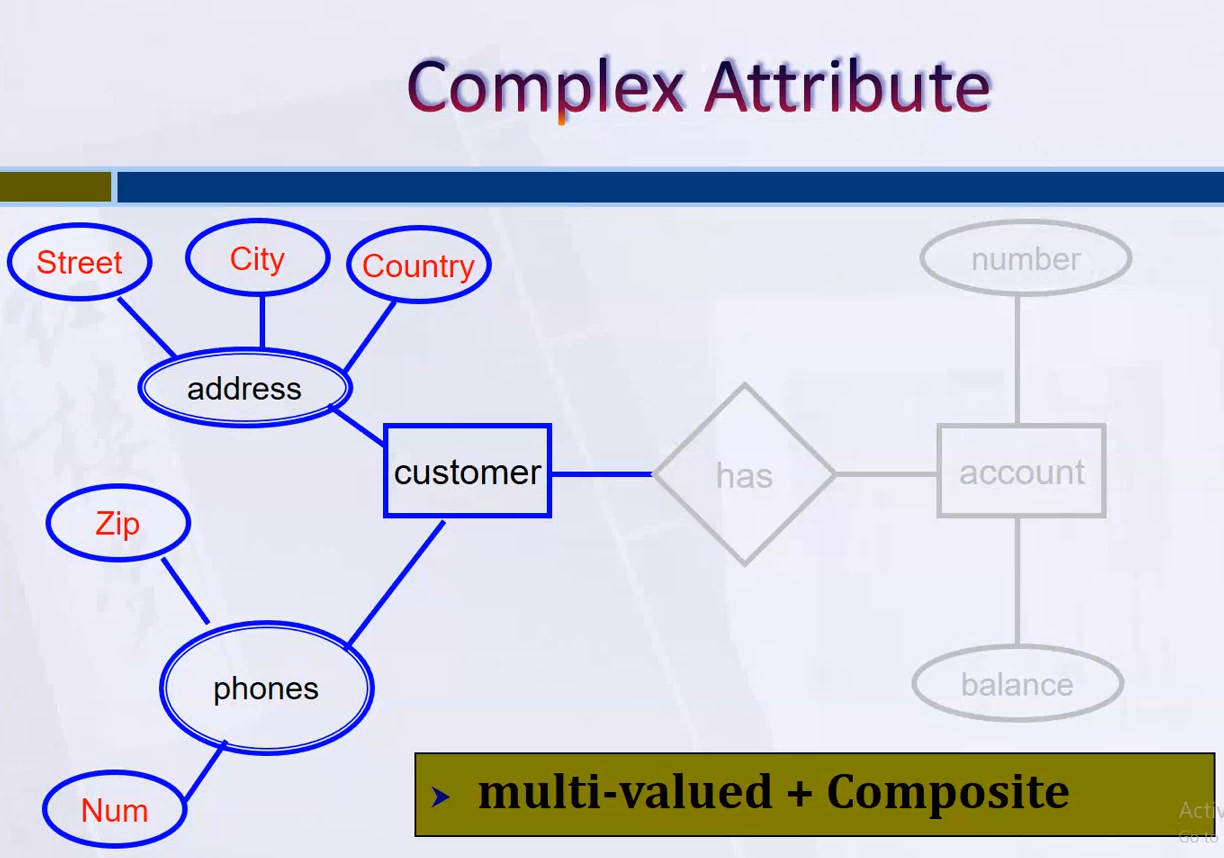 Complex Attribute
Street
City
Country
number
address
customer
has
account
Zip
phones
balance
Num
➤ multi-valued + Composite
Go to